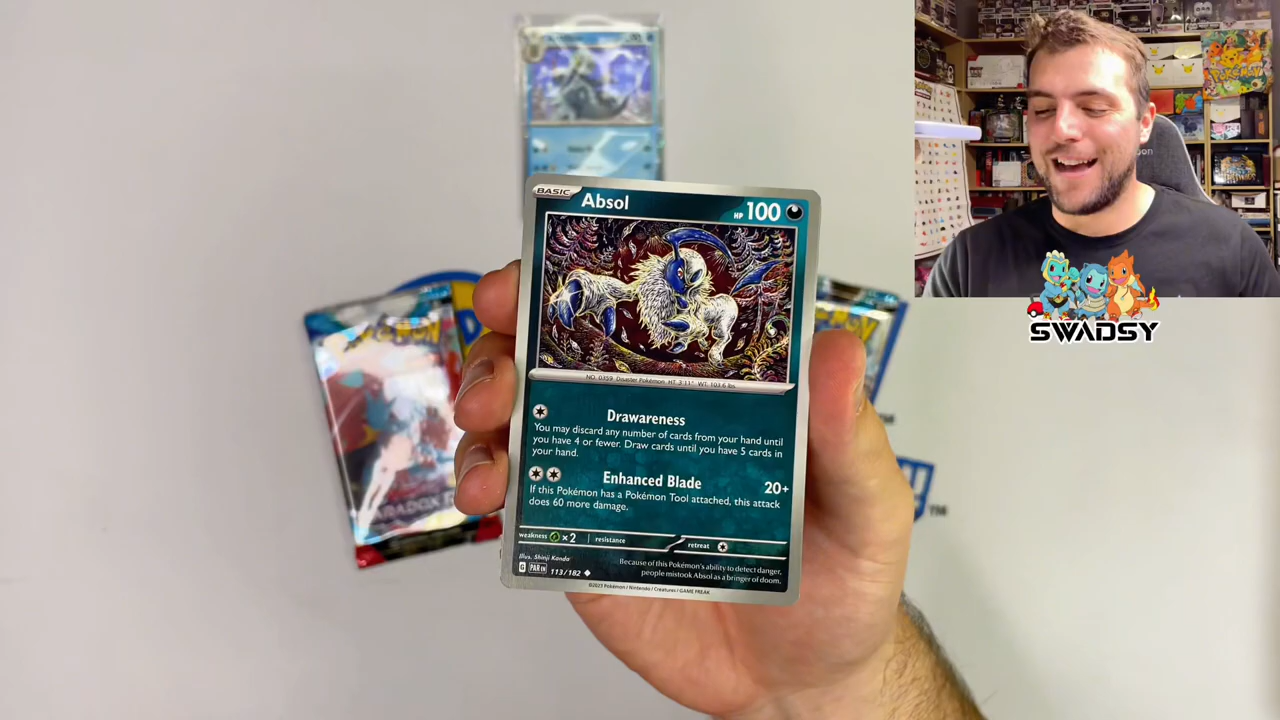 BASIC
Absol
HP 100
NO. 0359 Disaster Pokémon HT: 3'11" WT: 103.6 lbs.
Drawareness
You may discard any number of cards from your hand until
you have 4 or fewer. Draw cards until you have 5 cards in
your hand.
Enhanced Blade 20+
If this Pokémon has a Pokémon Tool attached, this attack
does 60 more damage.
weakness ×2 resistance retreat
Illus. Shinji Kanda
G PAR EN 113/182
Because of this Pokémon's ability to detect danger,
people mistook Absol as a bringer of doom.
©2023 Pokémon / Nintendo / Creatures / GAME FREAK
SWADSY
POKÉMON
TM